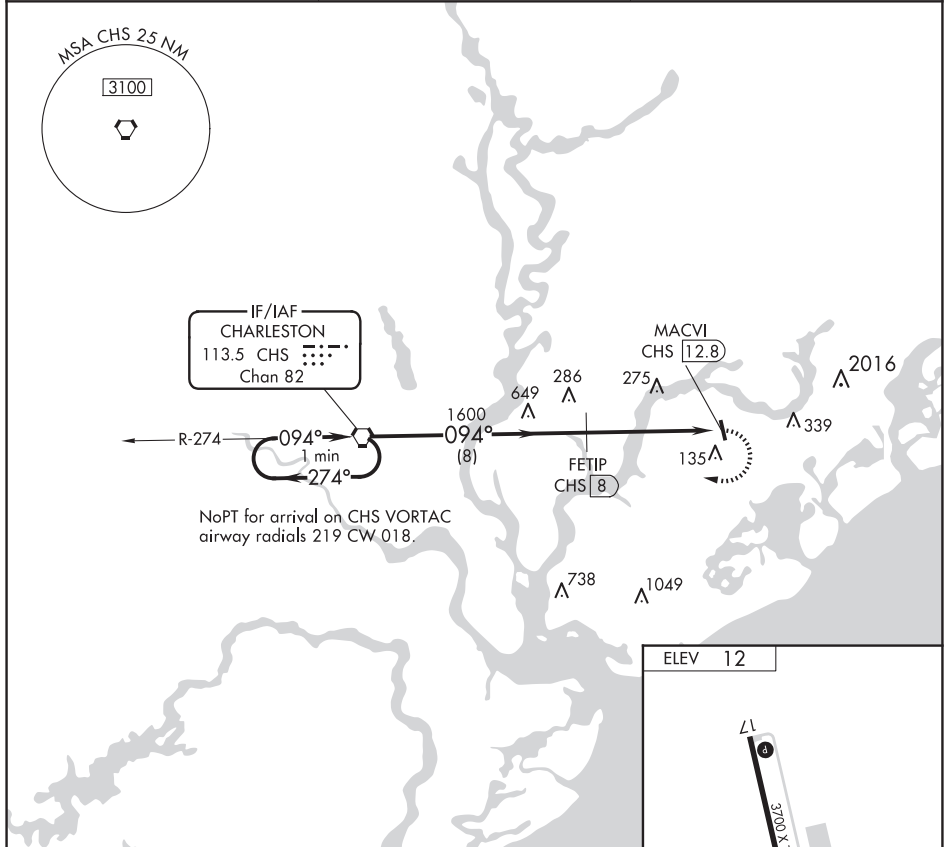 MSA CHS 25 NM
3100
IF/IAF
CHARLESTON
113.5 CHS
Chan 82
MACVI
CHS 12.8
2016
649
286
275
339
1600
094°
(8)
R-274
094°
1 min
274°
135
FETIP
CHS 8
NoPT for arrival on CHS VORTAC
airway radials 219 CW 018.
738
1049
ELEV 12
17
P
3700 X